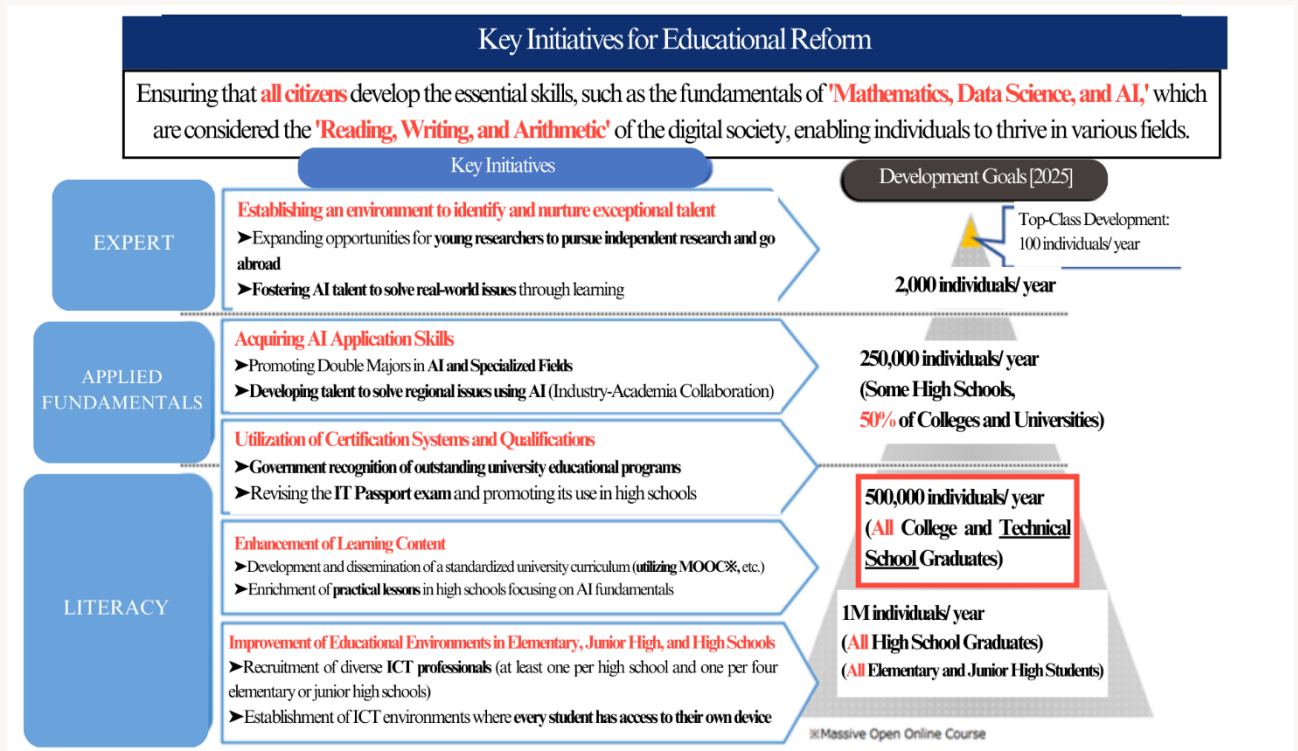 Key Initiatives for Educational Reform
Ensuring that all citizens develop the essential skills, such as the fundamentals of 'Mathematics, Data Science, and AI,' which
are considered the 'Reading, Writing, and Arithmetic' of the digital society, enabling individuals to thrive in various fields.
Key Initiatives
Development Goals [2025]
EXPERT
Establishing an environment to identify and nurture exceptional talent
➤Expanding opportunities for young researchers to pursue independent research and go
abroad
➤Fostering AI talent to solve real-world issues through learning
Top-Class Development:
100 individuals/ year
2,000 individuals/ year
APPLIED
FUNDAMENTALS
Acquiring AI Application Skills
➤Promoting Double Majors in AI and Specialized Fields
➤Developing talent to solve regional issues using AI (Industry-Academia Collaboration)
250,000 individuals/ year
(Some High Schools,
50% of Colleges and Universities)
Utilization of Certification Systems and Qualifications
➤Government recognition of outstanding university educational programs
➤Revising the IT Passport exam and promoting its use in high schools
LITERACY
Enhancement of Learning Content
➤Development and dissemination of a standardized university curriculum (utilizing MOOC※, etc.)
➤Enrichment of practical lessons in high schools focusing on AI fundamentals
500,000 individuals/ year
(All College and Technical
School Graduates)
Improvement of Educational Environments in Elementary, Junior High, and High Schools
➤Recruitment of diverse ICT professionals (at least one per high school and one per four
elementary or junior high schools)
➤Establishment of ICT environments where every student has access to their own device
1M individuals/ year
(All High School Graduates)
(All Elementary and Junior High Students)
※Massive Open Online Course